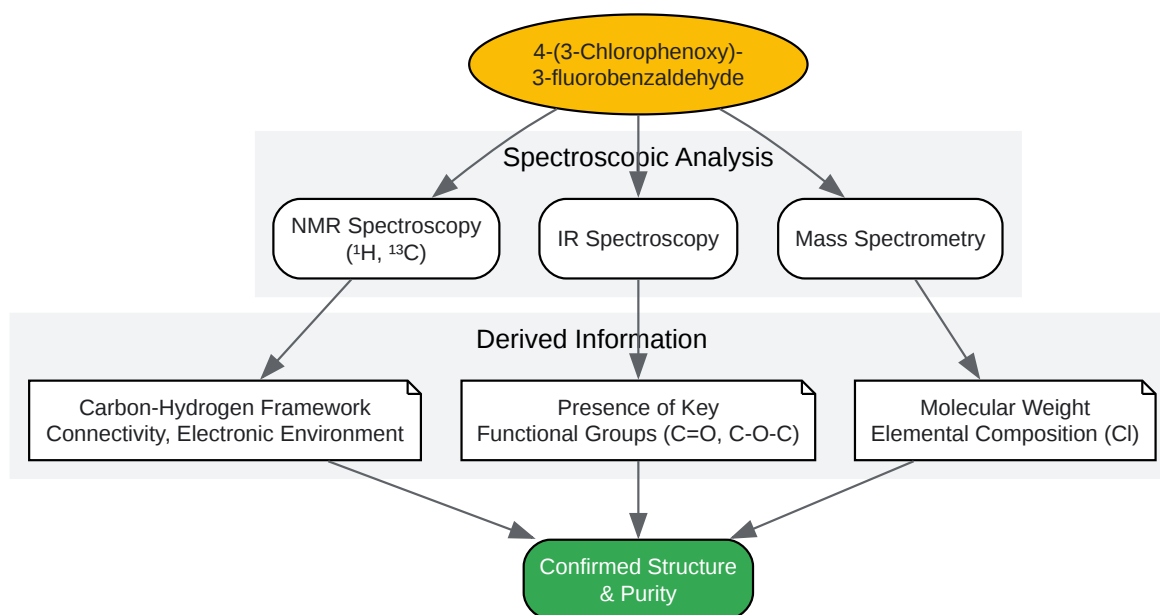 4-(3-Chlorophenoxy)-
3-fluorobenzaldehyde
Spectroscopic Analysis
NMR Spectroscopy
(¹H, ¹³C)
IR Spectroscopy
Mass Spectrometry
Derived Information
Carbon-Hydrogen Framework
Connectivity, Electronic Environment
Presence of Key
Functional Groups (C=O, C-O-C)
Molecular Weight
Elemental Composition (Cl)
Confirmed Structure
& Purity